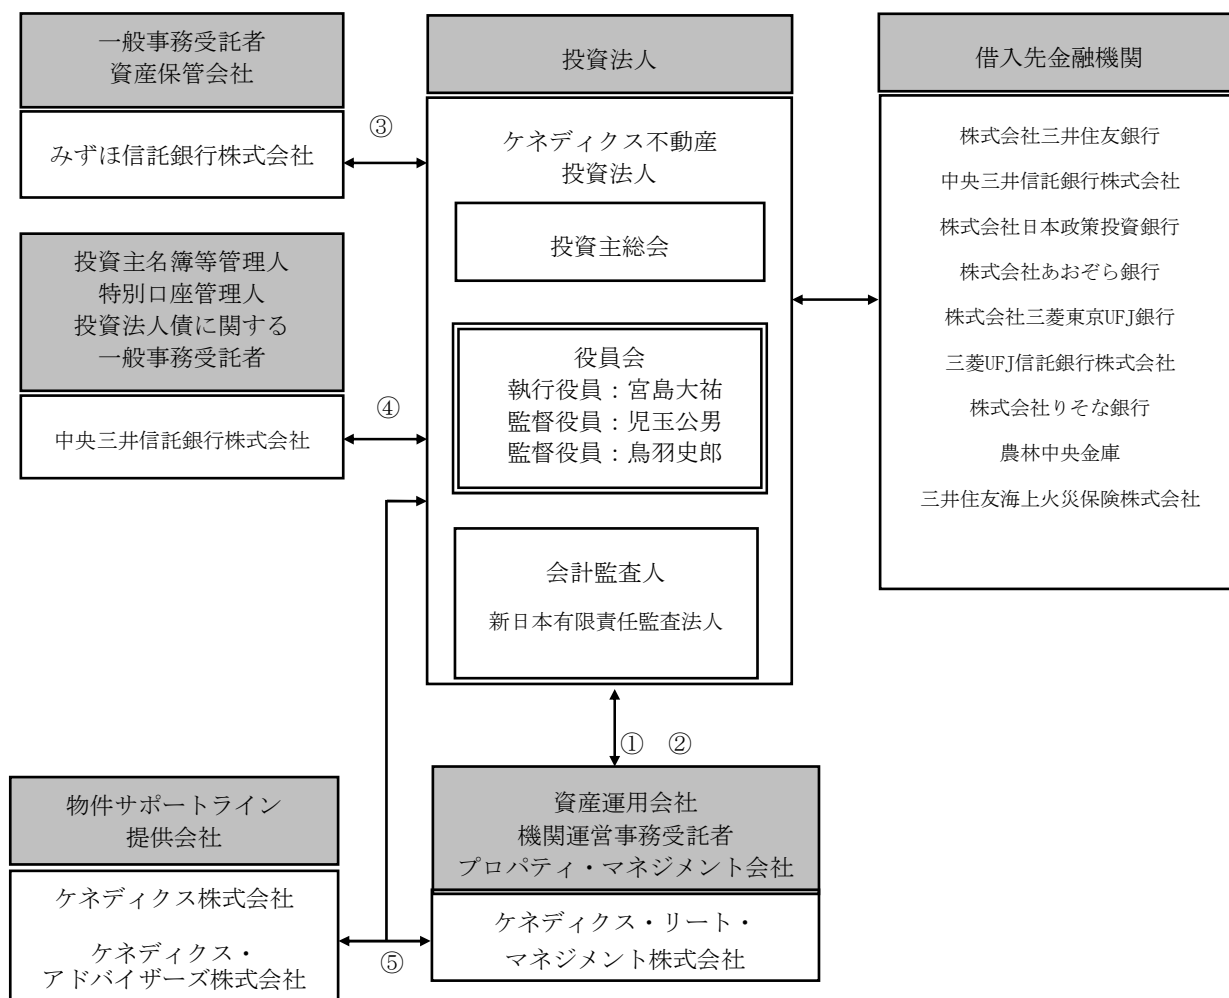 一般事務受託者
資産保管会社
みずほ信託銀行株式会社
③
投資主名簿等管理人
特別口座管理人
投資法人債に関する
一般事務受託者
中央三井信託銀行株式会社
④
投資法人
ケネディクス不動産
投資法人
投資主総会
役員会
執行役員：宮島大祐
監督役員：児玉公男
監督役員：鳥羽史郎
会計監査人
新日本有限責任監査法人
借入先金融機関
株式会社三井住友銀行
中央三井信託銀行株式会社
株式会社日本政策投資銀行
株式会社あおぞら銀行
株式会社三菱東京UFJ銀行
三菱UFJ信託銀行株式会社
株式会社りそな銀行
農林中央金庫
三井住友海上火災保険株式会社
① ②
物件サポートライン
提供会社
ケネディクス株式会社
ケネディクス・
アドバイザーズ株式会社
⑤
資産運用会社
機関運営事務受託者
プロパティ・マネジメント会社
ケネディクス・リート・
マネジメント株式会社